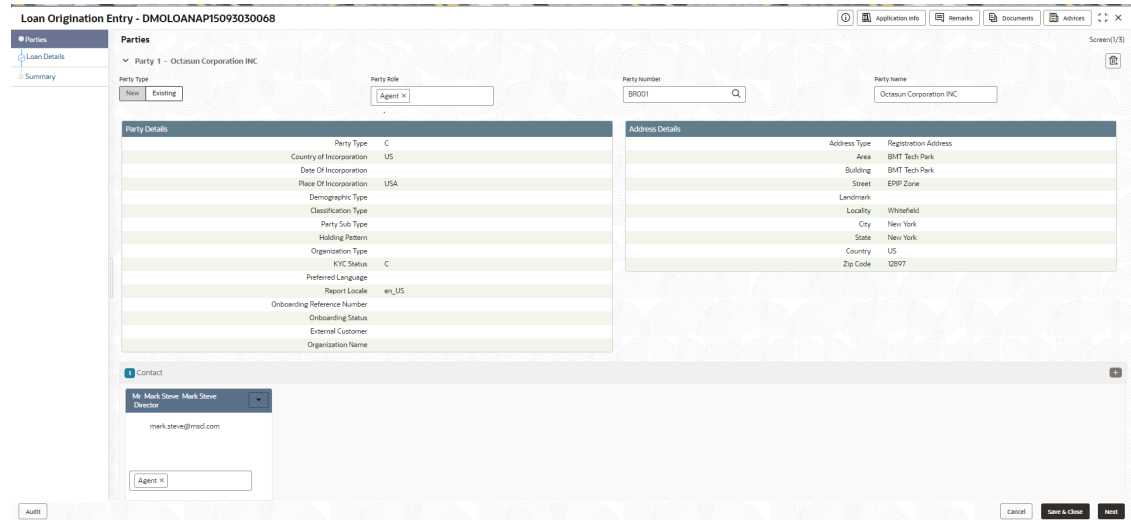 Loan Origination Entry - DMOLOANAP15093030068
Application Info
Remarks
Documents
Advices
Parties
Loan Details
Summary
Parties
Screen(1/3)
Party 1 - Octasun Corporation INC
Party Type
Party Role
Party Number
Party Name
New Existing
Agent ×
BR001
Octasun Corporation INC
Party Details
Party Type C
Country of Incorporation US
Date Of Incorporation
Place Of Incorporation USA
Demographic Type
Classification Type
Party Sub Type
Holding Pattern
Organization Type
KYC Status C
Preferred Language
Report Locale en_US
Onboarding Reference Number
Onboarding Status
External Customer
Organization Name
Address Details
Address Type Registration Address
Area BMT Tech Park
Building BMT Tech Park
Street EPIP Zone
Landmark
Locality Whitefield
City New York
State New York
Country US
Zip Code 12897
1 Contact
Mr Mark Steve Mark Steve
Director
mark.steve@mscl.com
Agent ×
Audit
Cancel
Save & Close
Next